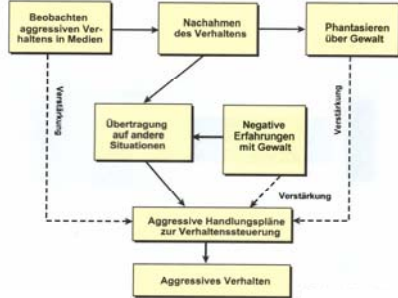 Beobachten
aggressiven Ver-
haltens in Medien
Nachahmen
des Verhaltens
Phantasieren
über Gewalt
Verstärkung
Verstärkung
Übertragung
auf andere
Situationen
Negative
Erfahrungen
mit Gewalt
Verstärkung
Aggressive Handlungspläne
zur Verhaltenssteuerung
Aggressives Verhalten